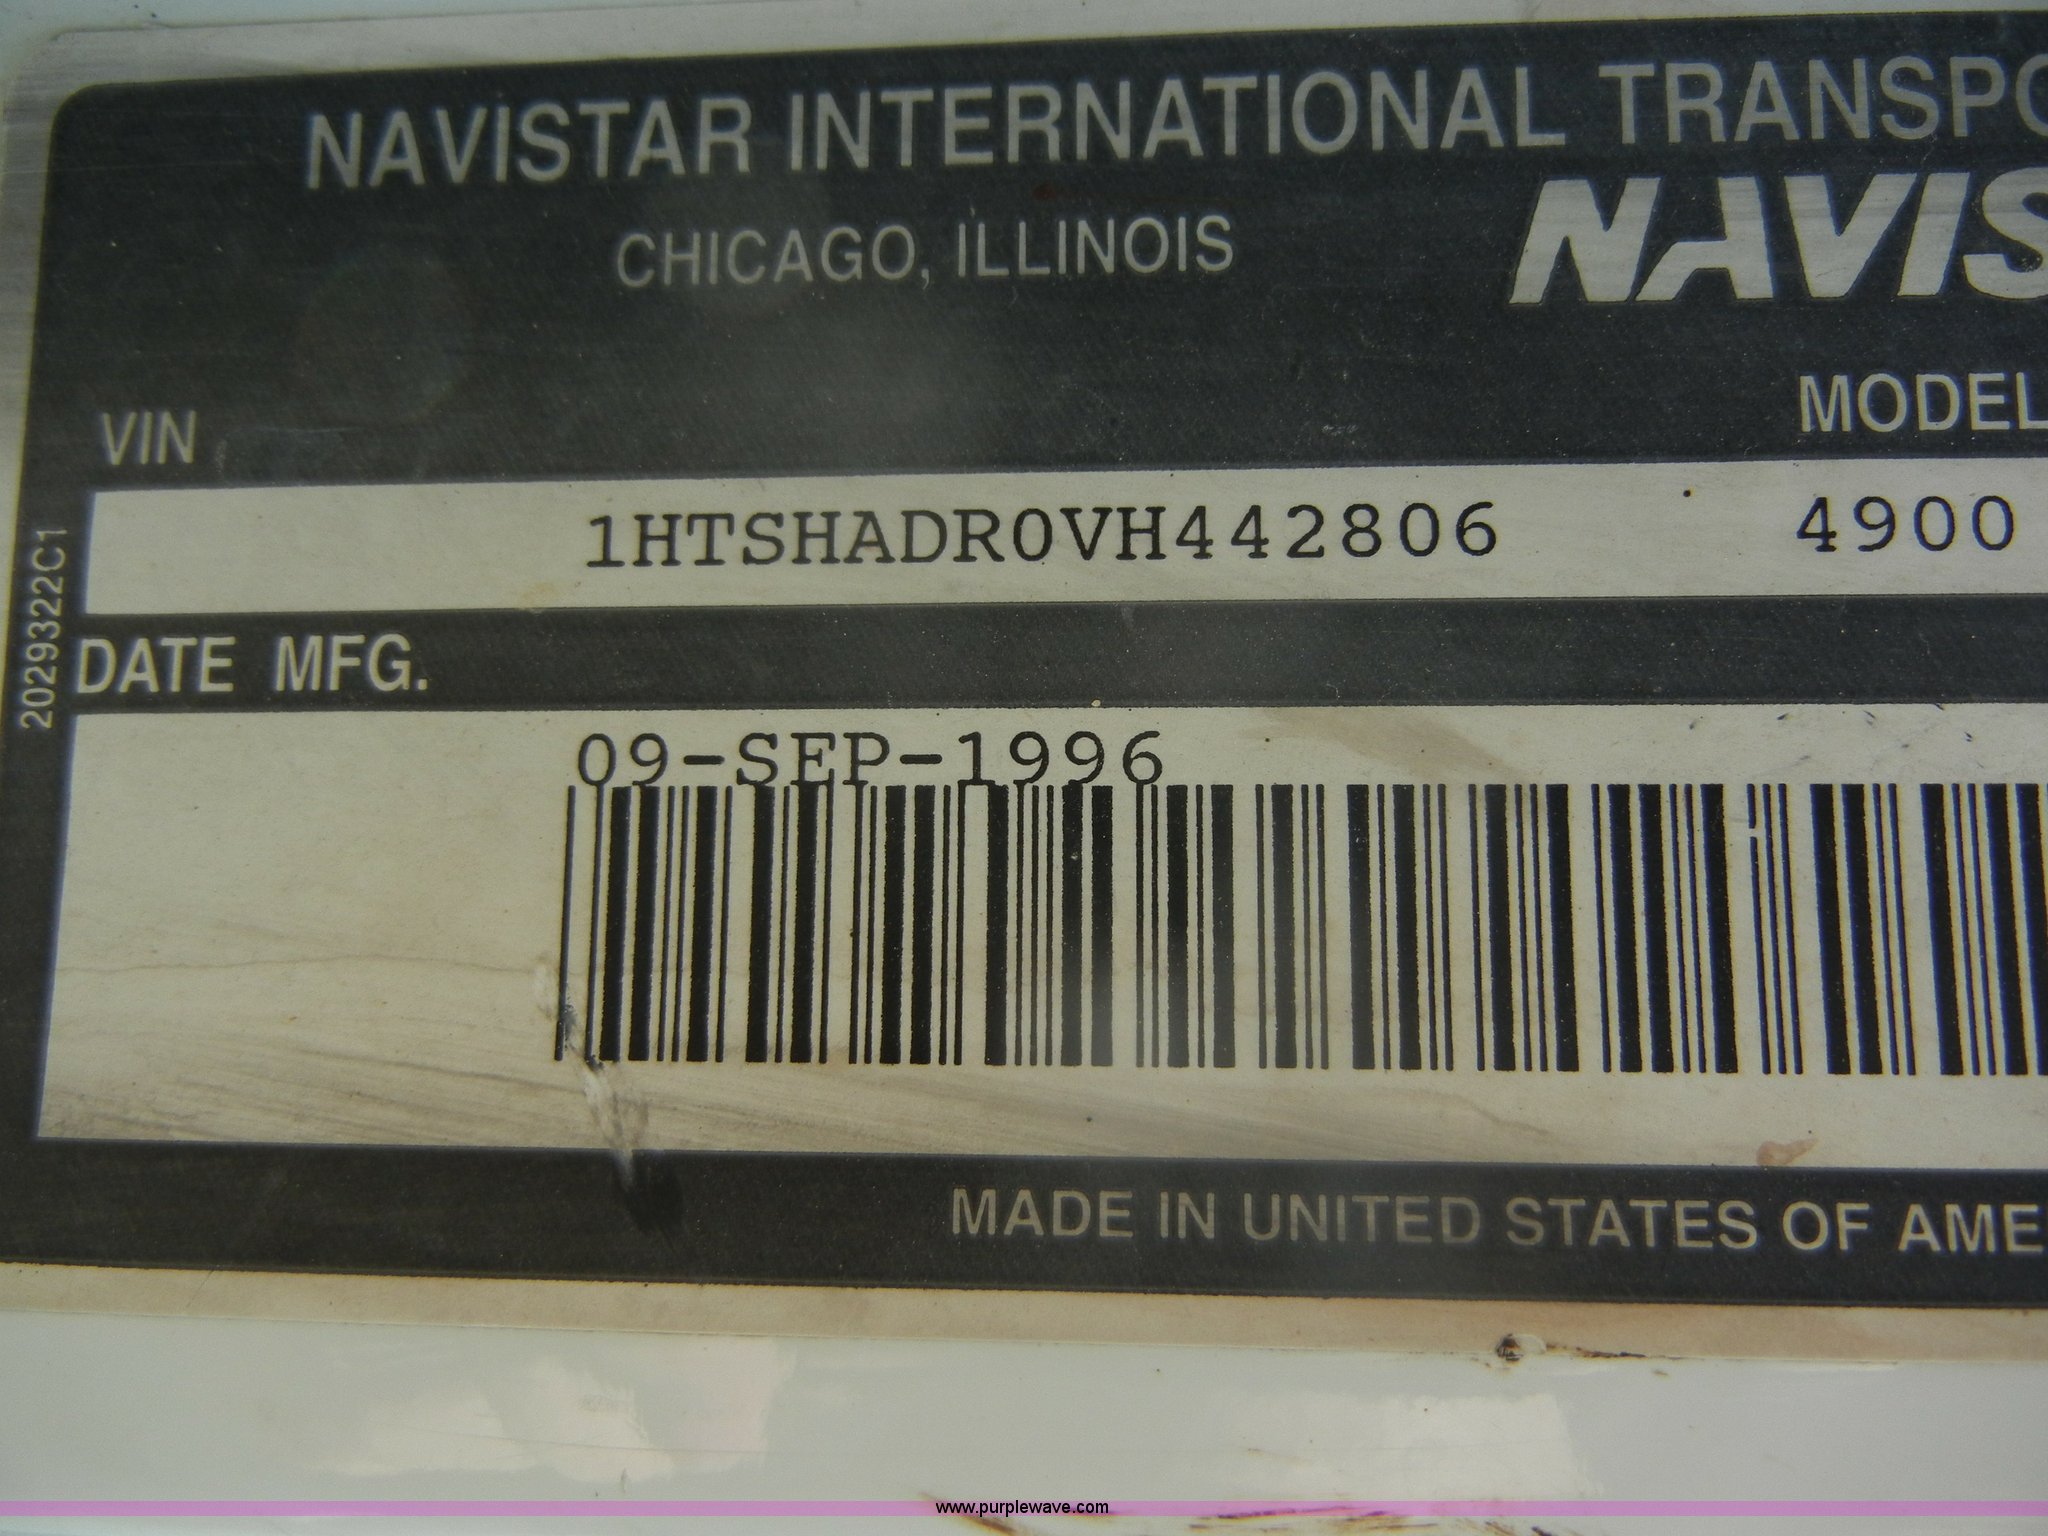 NAVISTAR INTERNATIONAL TRANSPO
CHICAGO, ILLINOIS
NAVIS
VIN
MODEL
1HTSHADR0VH442806 4900
2029322C1
DATE MFG.
09-SEP-1996
MADE IN UNITED STATES OF AME
www.purplewave.com